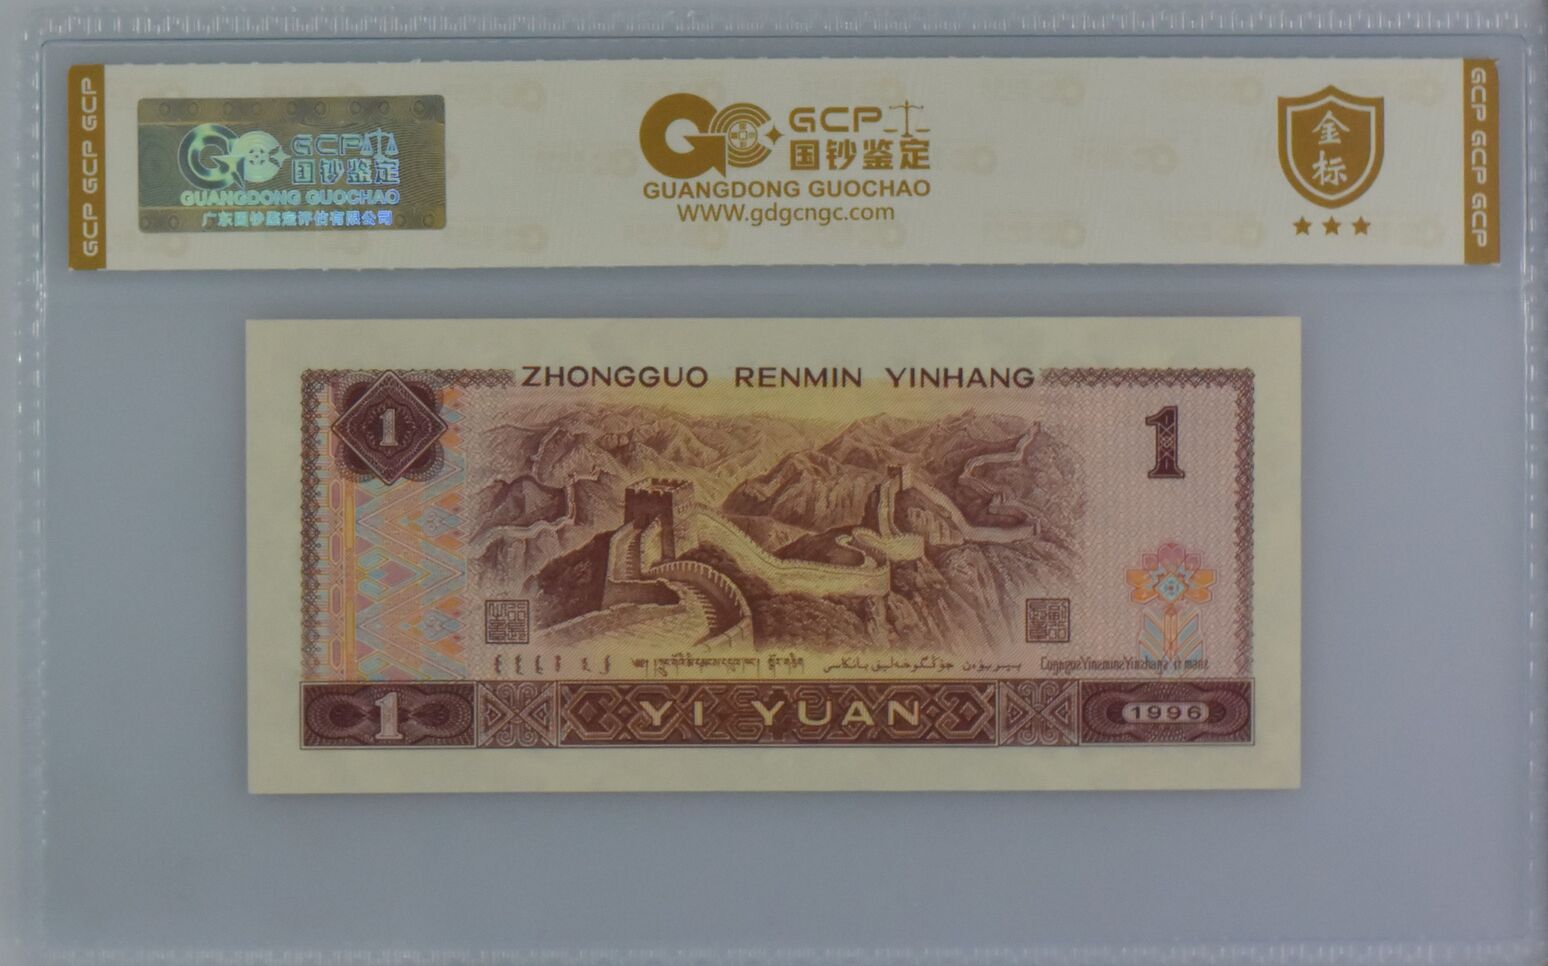 GCP GCP GCP
GCP
国钞鉴定
GUANGDONG GUOCHAO
广东国钞鉴定评估有限公司
GCP
国钞鉴定
GUANGDONG GUOCHAO
WWW.gdgcngc.com
金
标
GCP GCP GCP
ZHONGGUO RENMIN YINHANG
1
1
YI YUAN
1
1996